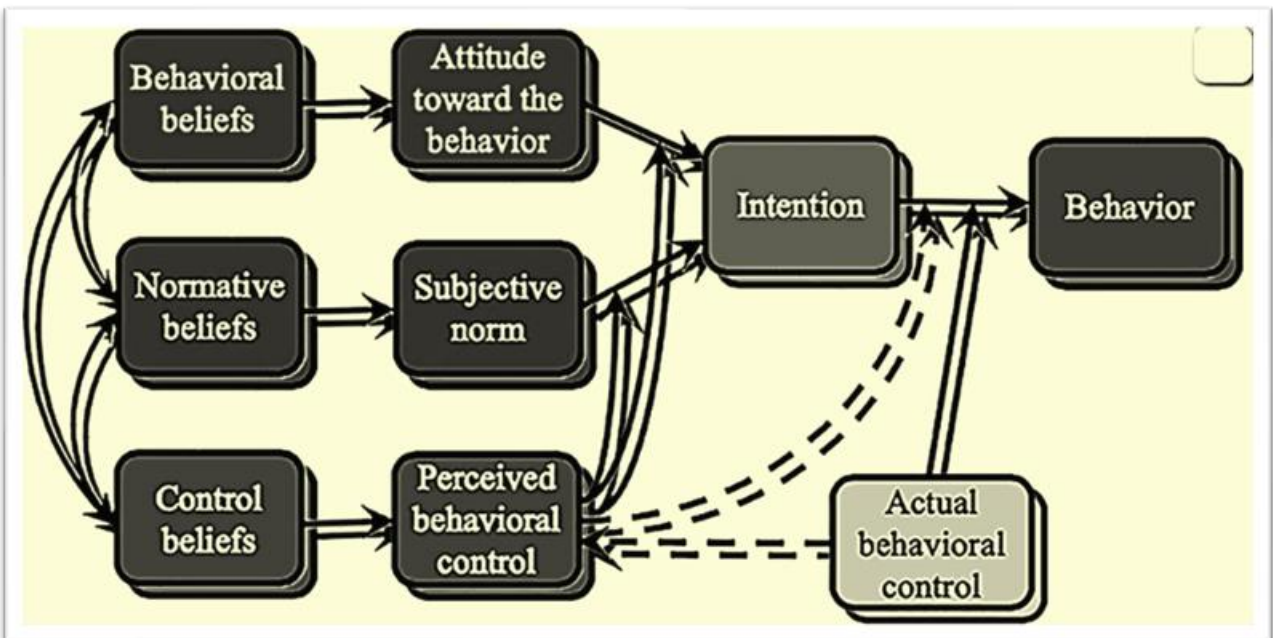 Behavioral
beliefs
Attitude
toward the
behavior
Intention
Behavior
Normative
beliefs
Subjective
norm
Control
beliefs
Perceived
behavioral
control
Actual
behavioral
control